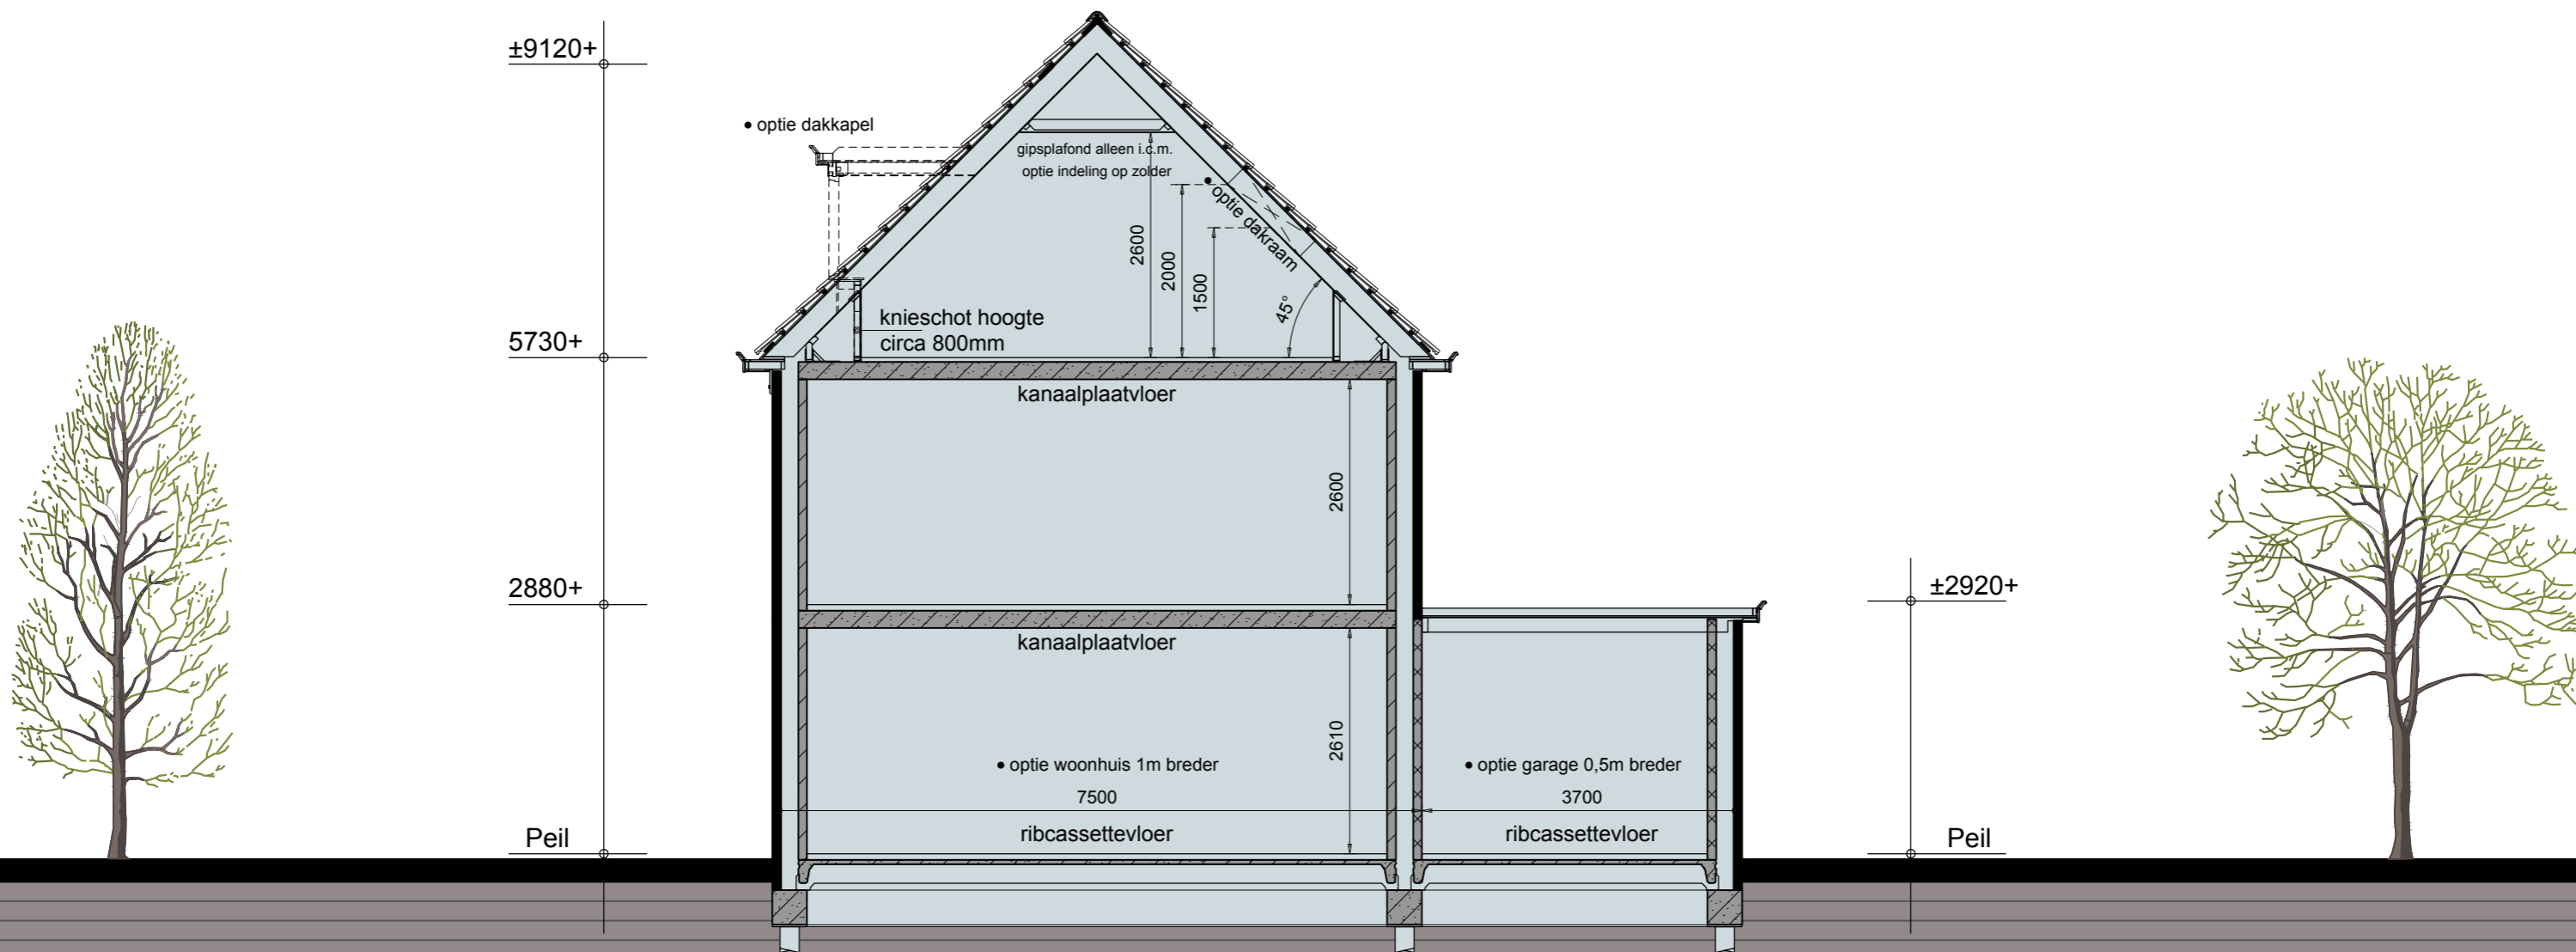 ±9120+
• optie dakkapel
gipsplafond alleen i.c.m.
optie indeling op zolder
• optie dakraam
2600
2000
1500
45°
knieschot hoogte
circa 800mm
5730+
kanaalplaatvloer
2600
2880+
±2920+
kanaalplaatvloer
2610
• optie woonhuis 1m breder
• optie garage 0,5m breder
7500
3700
ribcassettevloer
ribcassettevloer
Peil
Peil